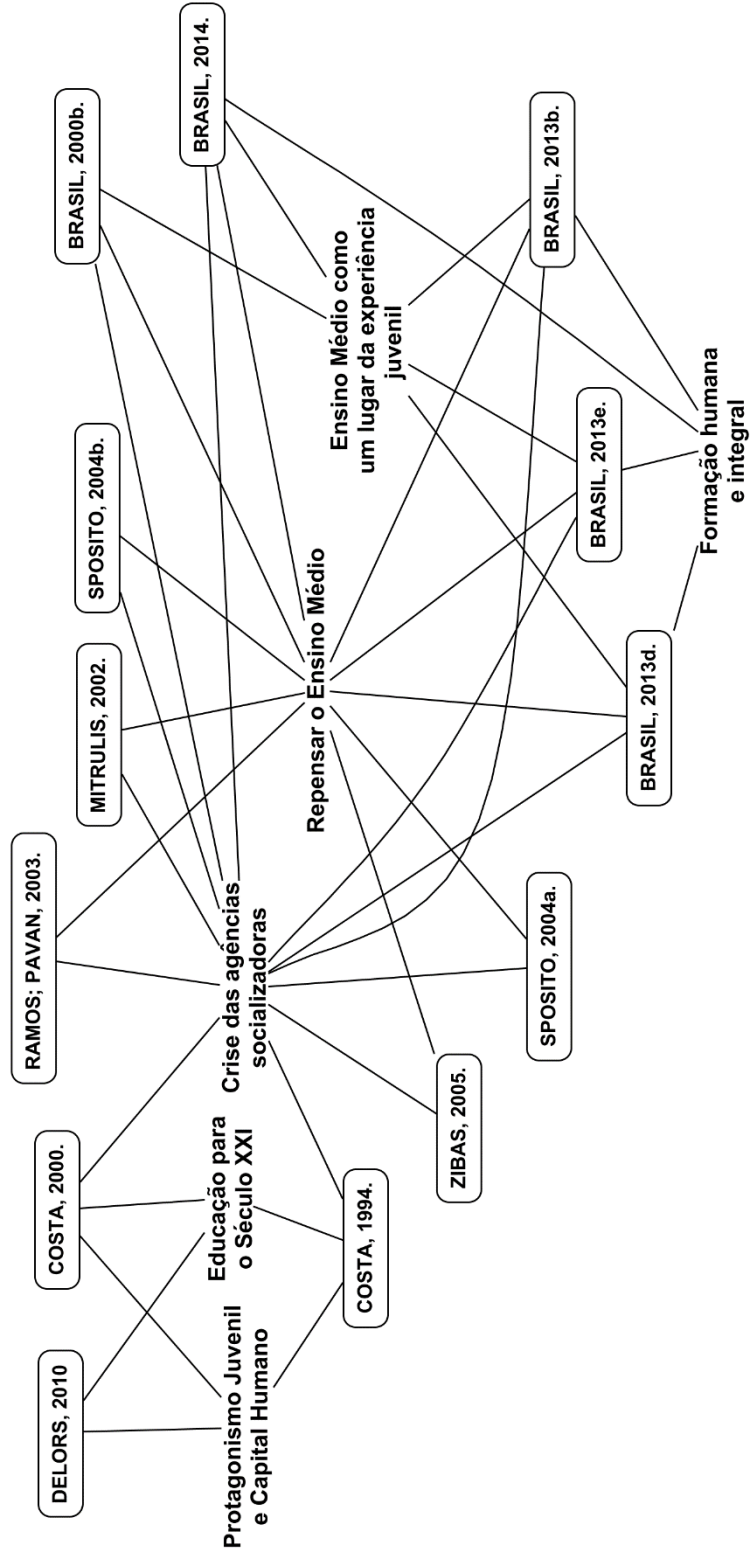 DELORS, 2010
COSTA, 2000.
RAMOS; PAVAN, 2003.
MITRULIS, 2002.
SPOSITO, 2004b.
BRASIL, 2000b.
BRASIL, 2014.
Protagonismo Juvenil
e Capital Humano
Educação para
o Século XXI
Crise das agências
socializadoras
Repensar o Ensino Médio
Ensino Médio como
um lugar da experiência
juvenil
COSTA, 1994.
ZIBAS, 2005.
SPOSITO, 2004a.
BRASIL, 2013d.
BRASIL, 2013e.
BRASIL, 2013b.
Formação humana
e integral